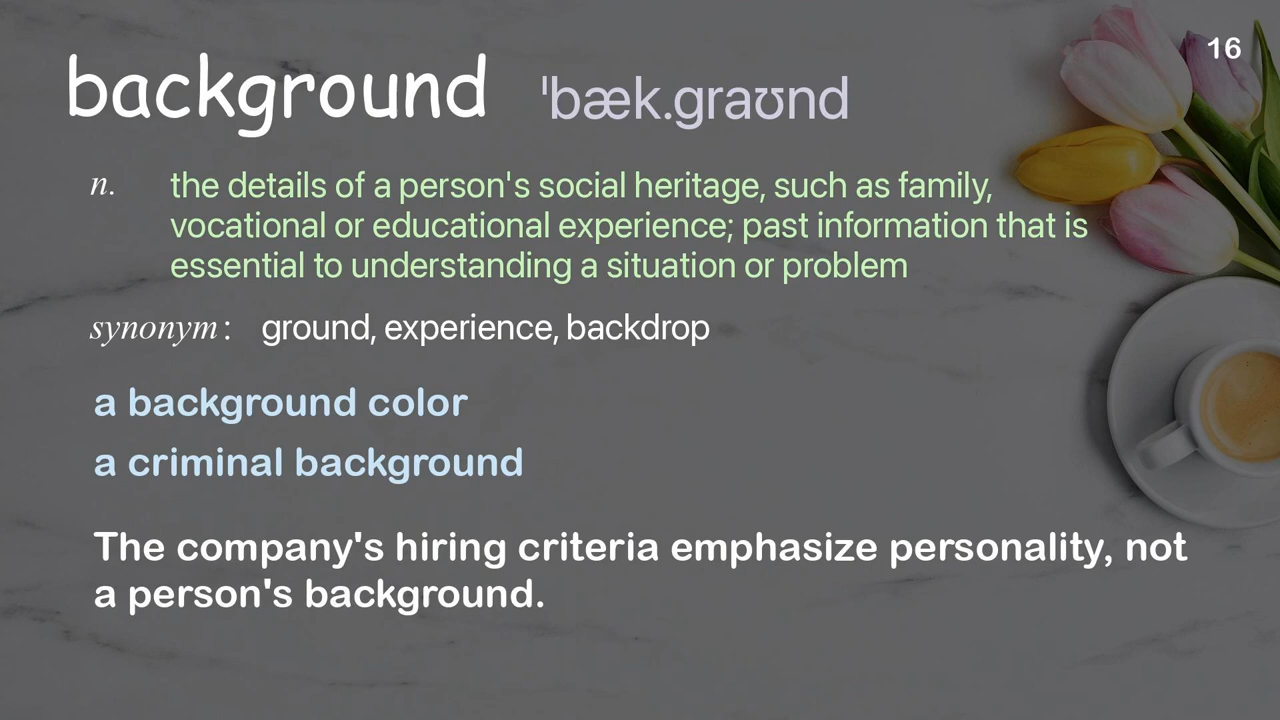 16
background ˈbæk.graʊnd
n. the details of a person's social heritage, such as family,
vocational or educational experience; past information that is
essential to understanding a situation or problem
synonym: ground, experience, backdrop
a background color
a criminal background
The company's hiring criteria emphasize personality, not
a person's background.